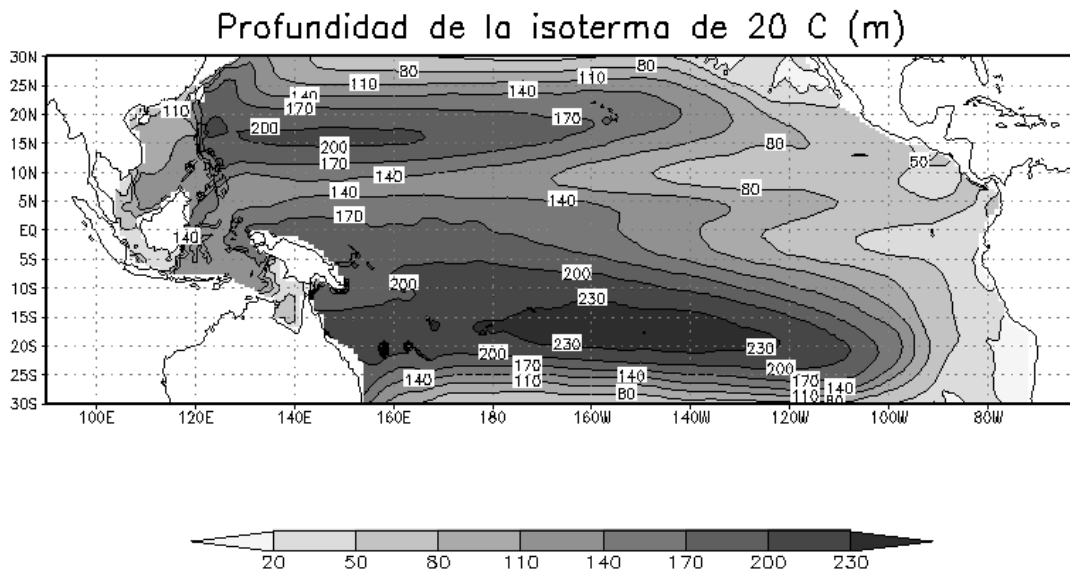 Profundidad de la isoterma de 20 C (m)
30N
25N
20N
15N
10N
5N
EQ
5S
10S
15S
20S
25S
30S
80 80
110 110 110
140 140 140
170 170
200
80
200
170 50
140
80
140 140
170
140
200
200
230
230 230
200 200
170 170
140 140 140
110 110
80 80 80
100E 120E 140E 160E 180 160W 140W 120W 100W 80W
20 50 80 110 140 170 200 230